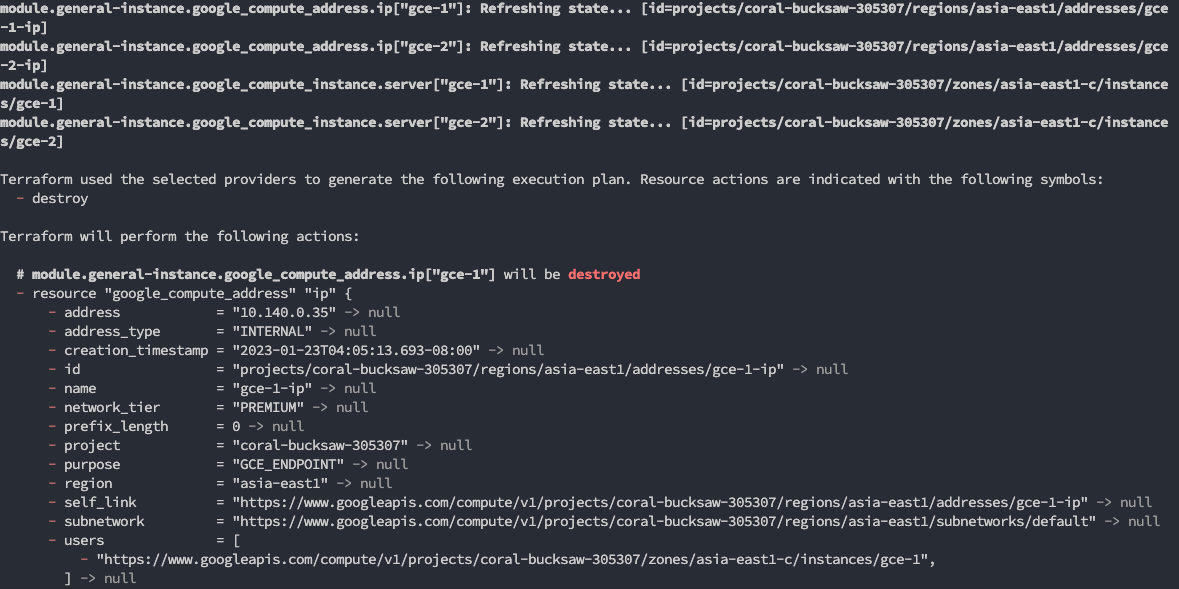 module.general-instance.google_compute_address.ip["gce-1"]: Refreshing state... [id=projects/coral-bucksaw-305307/regions/asia-east1/addresses/gce
-1-ip]
module.general-instance.google_compute_address.ip["gce-2"]: Refreshing state... [id=projects/coral-bucksaw-305307/regions/asia-east1/addresses/gce
-2-ip]
module.general-instance.google_compute_instance.server["gce-1"]: Refreshing state... [id=projects/coral-bucksaw-305307/zones/asia-east1-c/instance
s/gce-1]
module.general-instance.google_compute_instance.server["gce-2"]: Refreshing state... [id=projects/coral-bucksaw-305307/zones/asia-east1-c/instance
s/gce-2]

Terraform used the selected providers to generate the following execution plan. Resource actions are indicated with the following symbols:
  - destroy

Terraform will perform the following actions:

  # module.general-instance.google_compute_address.ip["gce-1"] will be destroyed
  - resource "google_compute_address" "ip" {
      - address            = "10.140.0.35" -> null
      - address_type       = "INTERNAL" -> null
      - creation_timestamp = "2023-01-23T04:05:13.693-08:00" -> null
      - id                 = "projects/coral-bucksaw-305307/regions/asia-east1/addresses/gce-1-ip" -> null
      - name               = "gce-1-ip" -> null
      - network_tier       = "PREMIUM" -> null
      - prefix_length      = 0 -> null
      - project            = "coral-bucksaw-305307" -> null
      - purpose            = "GCE_ENDPOINT" -> null
      - region             = "asia-east1" -> null
      - self_link          = "https://www.googleapis.com/compute/v1/projects/coral-bucksaw-305307/regions/asia-east1/addresses/gce-1-ip" -> null
      - subnetwork         = "https://www.googleapis.com/compute/v1/projects/coral-bucksaw-305307/regions/asia-east1/subnetworks/default" -> null
      - users              = [
          - "https://www.googleapis.com/compute/v1/projects/coral-bucksaw-305307/zones/asia-east1-c/instances/gce-1",
        ] -> null